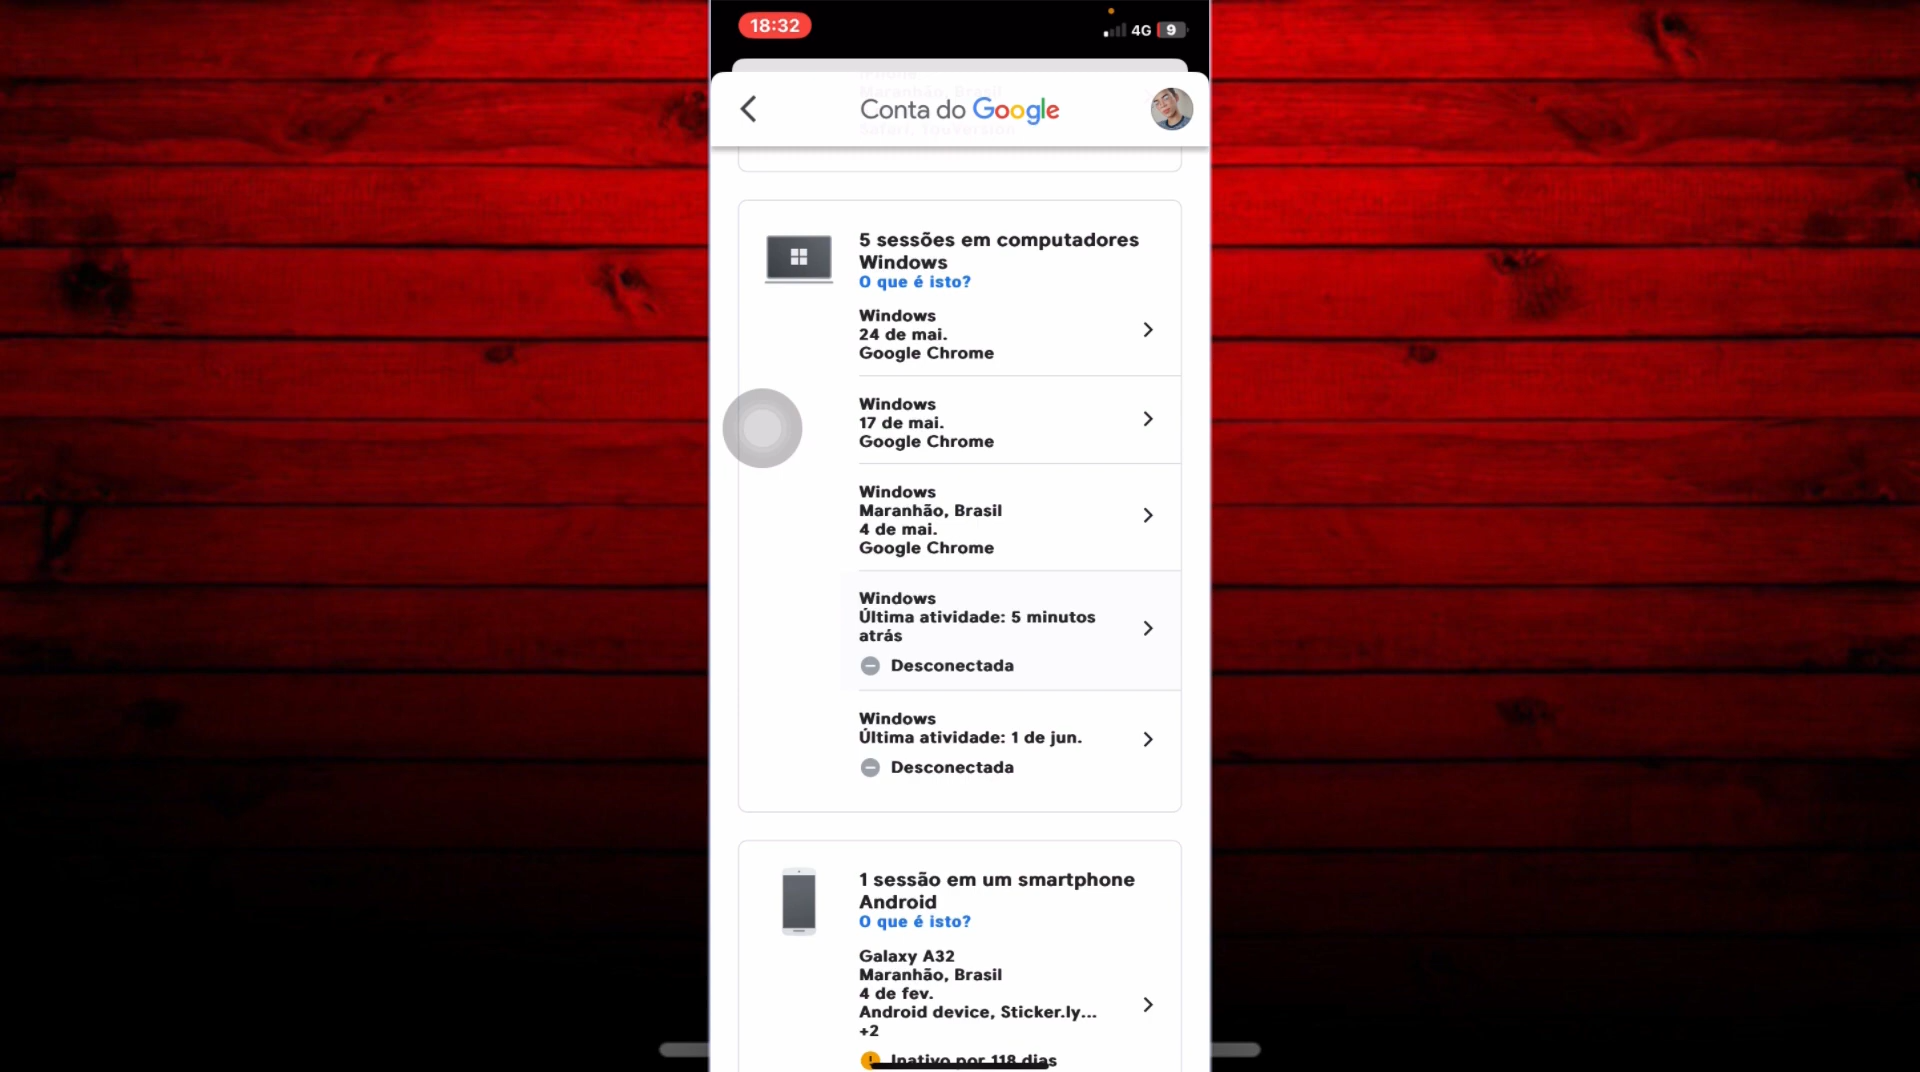 18:32
4G 9
iPhone
Maranhão, Brasil
Conta do Google
5 sessões em computadores
Windows
O que é isto?
Windows
24 de mai.
Google Chrome
Windows
17 de mai.
Google Chrome
Windows
Maranhão, Brasil
4 de mai.
Google Chrome
Windows
Última atividade: 5 minutos
atrás
Desconectada
Windows
Última atividade: 1 de jun.
Desconectada
1 sessão em um smartphone
Android
O que é isto?
Galaxy A32
Maranhão, Brasil
4 de fev.
Android device, Sticker.ly...
+2
Inativo por 118 dias